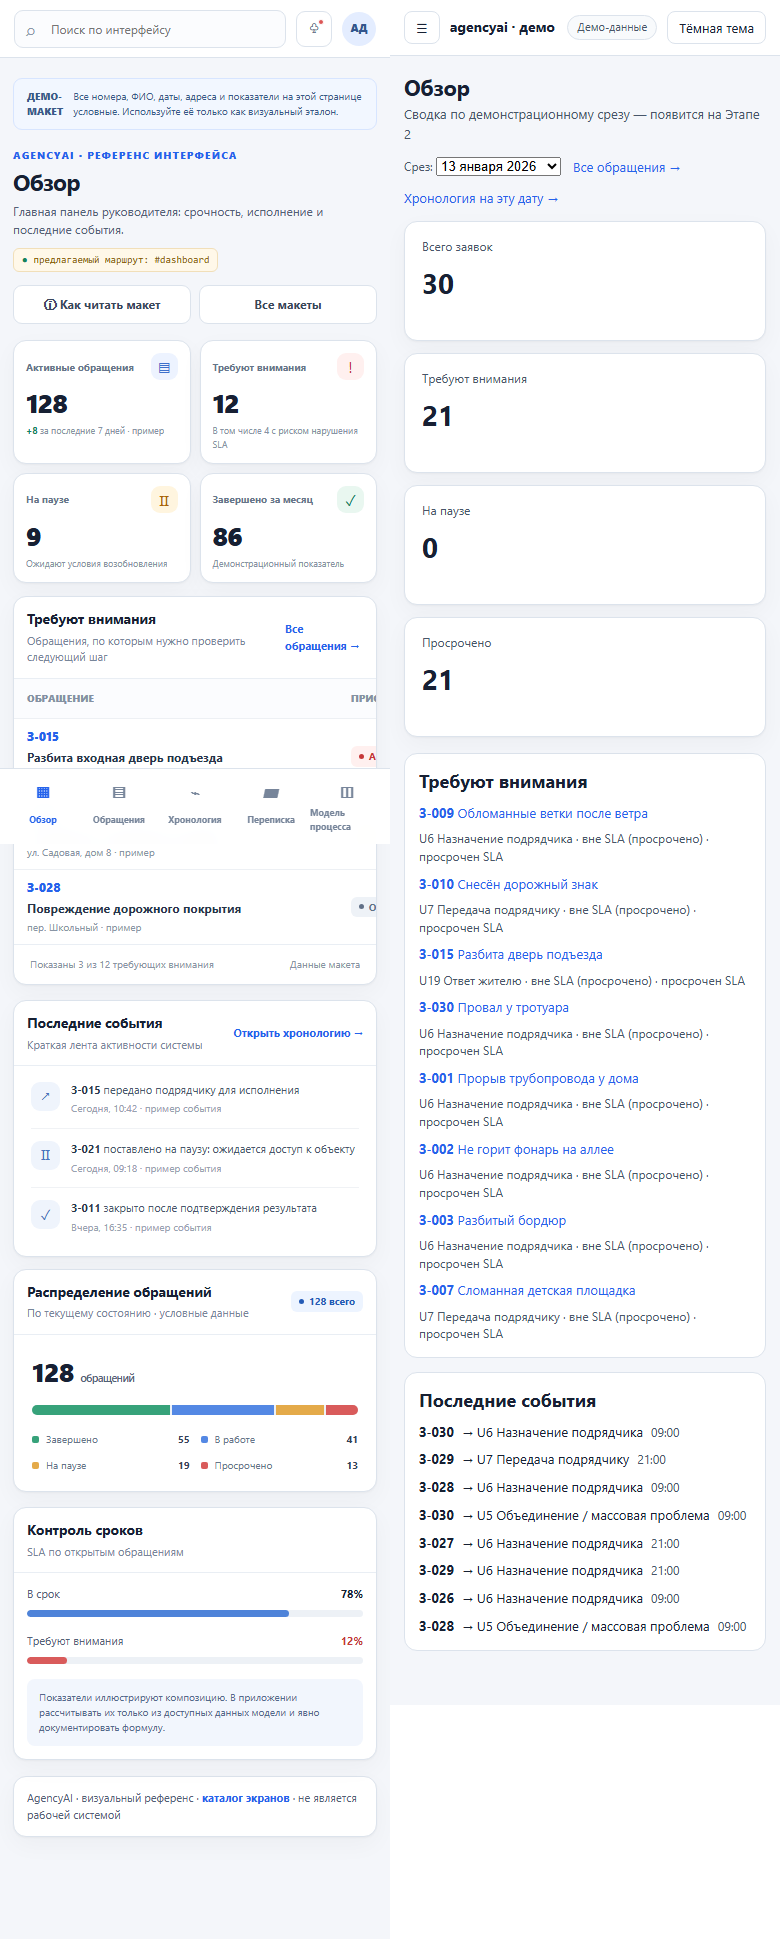 Поиск по интерфейсу
АД
ДЕМО-
МАКЕТ
Все номера, ФИО, даты, адреса и показатели на этой странице
условные. Используйте её только как визуальный эталон.
AGENCYAI • РЕФЕРЕНС ИНТЕРФЕЙСА
Обзор
Главная панель руководителя: срочность, исполнение и
последние события.
предлагаемый маршрут: #dashboard
Как читать макет
Все макеты
Активные обращения
128
+8 за последние 7 дней · пример
Требуют внимания
!
12
В том числе 4 с риском нарушения
SLA
На паузе
9
Ожидают условия возобновления
Завершено за месяц
86
Демонстрационный показатель
Требуют внимания
Обращения, по которым нужно проверить
следующий шаг
Все
обращения →
ОБРАЩЕНИЕ
ПРИО
З-015
Разбита входная дверь подъезда
А
Обзор
Обращения
Хронология
Переписка
Модель
процесса
ул. Садовая, дом 8 · пример
З-028
Повреждение дорожного покрытия
О
пер. Школьный · пример
Показаны 3 из 12 требующих внимания
Данные макета
Последние события
Краткая лента активности системы
Открыть хронологию →
З-015 передано подрядчику для исполнения
Сегодня, 10:42 · пример события
З-021 поставлено на паузу: ожидается доступ к объекту
Сегодня, 09:18 · пример события
З-011 закрыто после подтверждения результата
Вчера, 16:35 · пример события
Распределение обращений
По текущему состоянию · условные данные
128 всего
128 обращений
Завершено 55
В работе 41
На паузе 19
Просрочено 13
Контроль сроков
SLA по открытым обращениям
В срок 78%
Требуют внимания 12%
Показатели иллюстрируют композицию. В приложении
рассчитывать их только из доступных данных модели и явно
документировать формулу.
AgencyAI · визуальный референс · каталог экранов · не является
рабочей системой
agencyai · демо
Демо-данные
Тёмная тема
Обзор
Сводка по демонстрационному срезу — появится на Этапе
2
Срез: 13 января 2026
Все обращения →
Хронология на эту дату →
Всего заявок
30
Требуют внимания
21
На паузе
0
Просрочено
21
Требуют внимания
З-009 Обломанные ветки после ветра
U6 Назначение подрядчика · вне SLA (просрочено) ·
просрочен SLA
З-010 Снесён дорожный знак
U7 Передача подрядчику · вне SLA (просрочено) ·
просрочен SLA
З-015 Разбита дверь подъезда
U19 Ответ жителю · вне SLA (просрочено) · просрочен SLA
З-030 Провал у тротуара
U6 Назначение подрядчика · вне SLA (просрочено) ·
просрочен SLA
З-001 Прорыв трубопровода у дома
U6 Назначение подрядчика · вне SLA (просрочено) ·
просрочен SLA
З-002 Не горит фонарь на аллее
U6 Назначение подрядчика · вне SLA (просрочено) ·
просрочен SLA
З-003 Разбитый бордюр
U6 Назначение подрядчика · вне SLA (просрочено) ·
просрочен SLA
З-007 Сломанная детская площадка
U7 Передача подрядчику · вне SLA (просрочено) ·
просрочен SLA
Последние события
З-030 → U6 Назначение подрядчика 09:00
З-029 → U7 Передача подрядчику 21:00
З-028 → U6 Назначение подрядчика 09:00
З-030 → U5 Объединение / массовая проблема 09:00
З-027 → U6 Назначение подрядчика 21:00
З-029 → U6 Назначение подрядчика 21:00
З-026 → U6 Назначение подрядчика 09:00
З-028 → U5 Объединение / массовая проблема 09:00